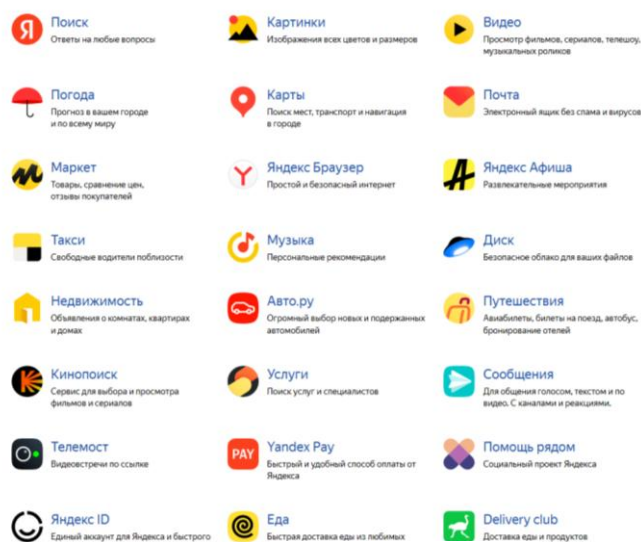 Поиск
Ответы на любые вопросы
Картинки
Изображения всех цветов и размеров
Видео
Просмотр фильмов, сериалов, телешоу,
музыкальных роликов
Погода
Прогноз в вашем городе
и по всему миру
Карты
Поиск мест, транспорт и навигация
в городе
Почта
Электронный ящик без спама и вирусов
Маркет
Товары, сравнение цен,
отзывы покупателей
Яндекс Браузер
Простой и безопасный интернет
Яндекс Афиша
Развлекательные мероприятия
Такси
Свободные водители поблизости
Музыка
Персональные рекомендации
Диск
Безопасное облако для ваших файлов
Недвижимость
Объявления о комнатах, квартирах
и домах
Авто.ру
Огромный выбор новых и подержанных
автомобилей
Путешествия
Авиабилеты, билеты на поезд, автобус,
бронирование отелей
Кинопоиск
Сервис для выбора и просмотра
фильмов и сериалов
Услуги
Поиск услуг и специалистов
Сообщения
Для общения голосом, текстом и по
видео. С каналами и реакциями.
Телемост
Видеовстречи по ссылке
PAY
Yandex Pay
Быстрый и удобный способ оплаты от
Яндекса
Помощь рядом
Социальный проект Яндекса
Яндекс ID
Единый аккаунт для Яндекса и быстрого
Еда
Быстрая доставка еды из любимых
Delivery club
Доставка еды и продуктов